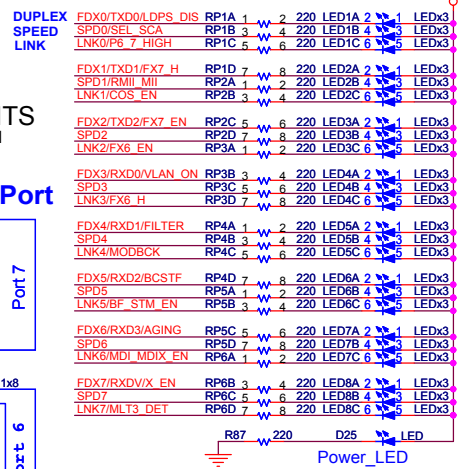 DUPLEX FDX0/TXD0/LDPS_DIS RP1A 1 2 220 LED1A 2 1 LEDx3
SPEED SPD0/SEL_SCA RP1B 3 4 220 LED1B 4 3 LEDx3
LINK LNK0/P6_7_HIGH RP1C 5 6 220 LED1C 6 5 LEDx3
FDX1/TXD1/FX7_H RP1D 7 8 220 LED2A 2 1 LEDx3
SPD1/RMII_MII RP2A 1 2 220 LED2B 4 3 LEDx3
LNK1/COS_EN RP2B 3 4 220 LED2C 6 5 LEDx3
ITS
FDX2/TXD2/FX7_EN RP2C 5 6 220 LED3A 2 1 LEDx3
SPD2 RP2D 7 8 220 LED3B 4 3 LEDx3
LNK2/FX6_EN RP3A 1 2 220 LED3C 6 5 LEDx3
FDX3/RXD0/VLAN_ON RP3B 3 4 220 LED4A 2 1 LEDx3
Port SPD3 RP3C 5 6 220 LED4B 4 3 LEDx3
LNK3/FX6_H RP3D 7 8 220 LED4C 6 5 LEDx3
FDX4/RXD1/FILTER RP4A 1 2 220 LED5A 2 1 LEDx3
SPD4 RP4B 3 4 220 LED5B 4 3 LEDx3
LNK4/MODBCK RP4C 5 6 220 LED5C 6 5 LEDx3
Port 7
FDX5/RXD2/BCSTF RP4D 7 8 220 LED6A 2 1 LEDx3
SPD5 RP5A 1 2 220 LED6B 4 3 LEDx3
LNK5/BF_STM_EN RP5B 3 4 220 LED6C 6 5 LEDx3
FDX6/RXD3/AGING RP5C 5 6 220 LED7A 2 1 LEDx3
SPD6 RP5D 7 8 220 LED7B 4 3 LEDx3
LNK6/MDI_MDIX_EN RP6A 1 2 220 LED7C 6 5 LEDx3
1x8
FDX7/RXDV/X_EN RP6B 3 4 220 LED8A 2 1 LEDx3
SPD7 RP6C 5 6 220 LED8B 4 3 LEDx3
LNK7/MLT3_DET RP6D 7 8 220 LED8C 6 5 LEDx3
ort 6
R87 220 D25 LED
Power_LED